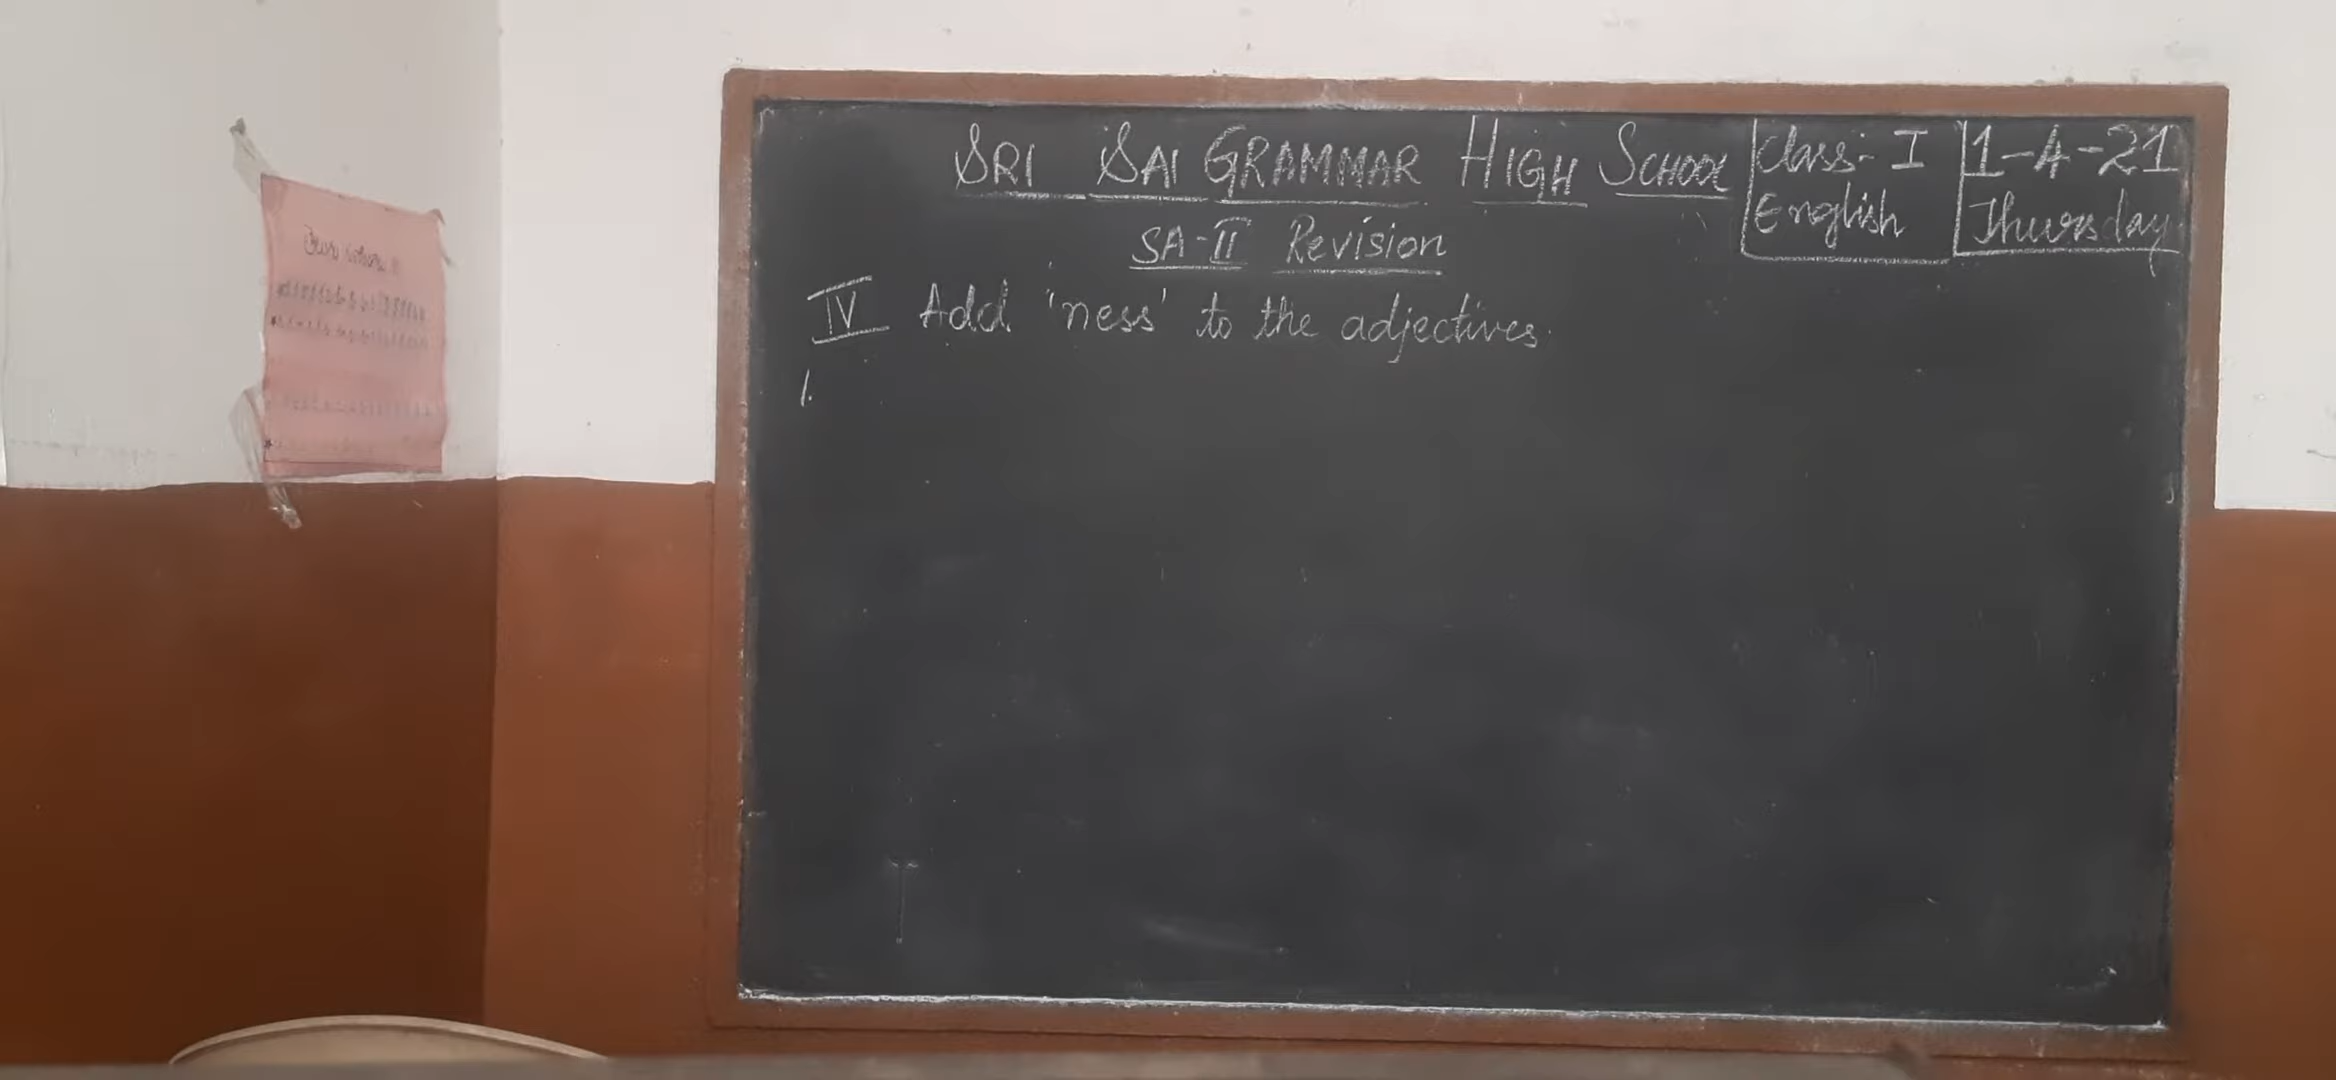 SRI SAI GRAMMAR HIGH SCHOOL
Class:- I
English
1-4-21
Thursday
SA-II Revision
IV Add 'ness' to the adjectives.
1.